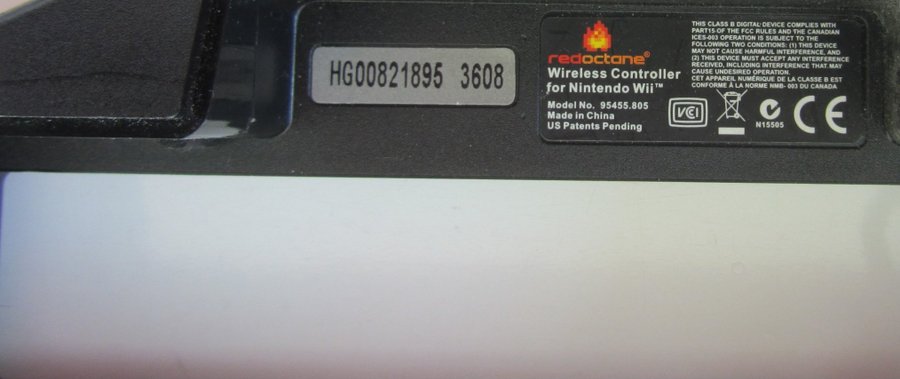 HG00821895 3608
redoctane®
Wireless Controller
for Nintendo Wii™
Model No. 95455.805
Made in China
US Patents Pending
THIS CLASS B DIGITAL DEVICE COMPLIES WITH
PART15 OF THE FCC RULES AND THE CANADIAN
ICES-003 OPERATION IS SUBJECT TO THE
FOLLOWING TWO CONDITIONS: (1) THIS DEVICE
MAY NOT CAUSE HARMFUL INTERFERENCE, AND
(2) THIS DEVICE MUST ACCEPT ANY INTERFERENCE
RECEIVED, INCLUDING INTERFERENCE THAT MAY
CAUSE UNDESIRED OPERATION.
CET APPAREIL NUMÉRIQUE DE LA CLASSE B EST
CONFORME À LA NORME NMB- 003 DU CANADA
VCCI
N15505
CE